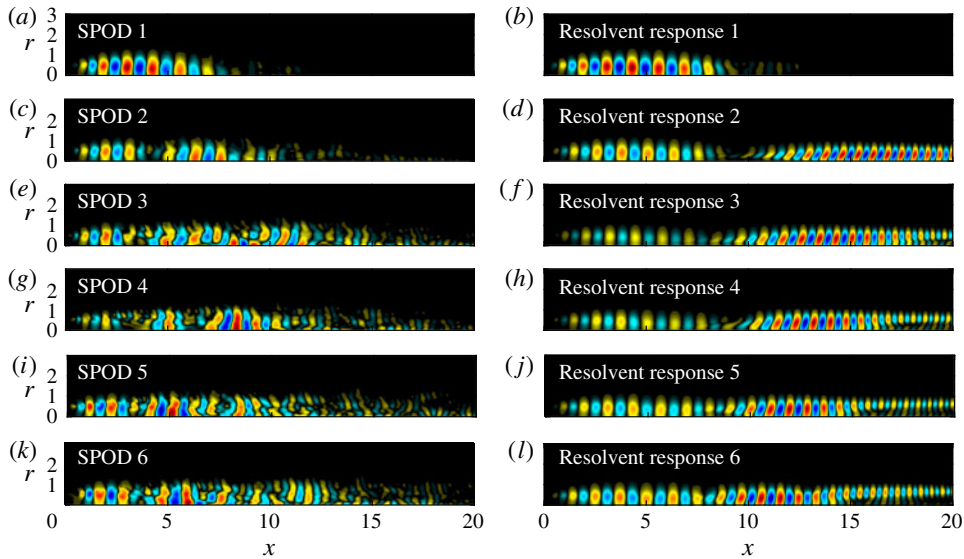 (a) 3 SPOD 1 (b) Resolvent response 1
r 2
1
0
(c) SPOD 2 (d) Resolvent response 2
r 2
1
0
(e) SPOD 3 (f) Resolvent response 3
r 2
1
0
(g) SPOD 4 (h) Resolvent response 4
r 2
1
0
(i) SPOD 5 (j) Resolvent response 5
r 2
1
0
(k) SPOD 6 (l) Resolvent response 6
r 2
1
0 5 10 15 20 0 5 10 15 20
x x